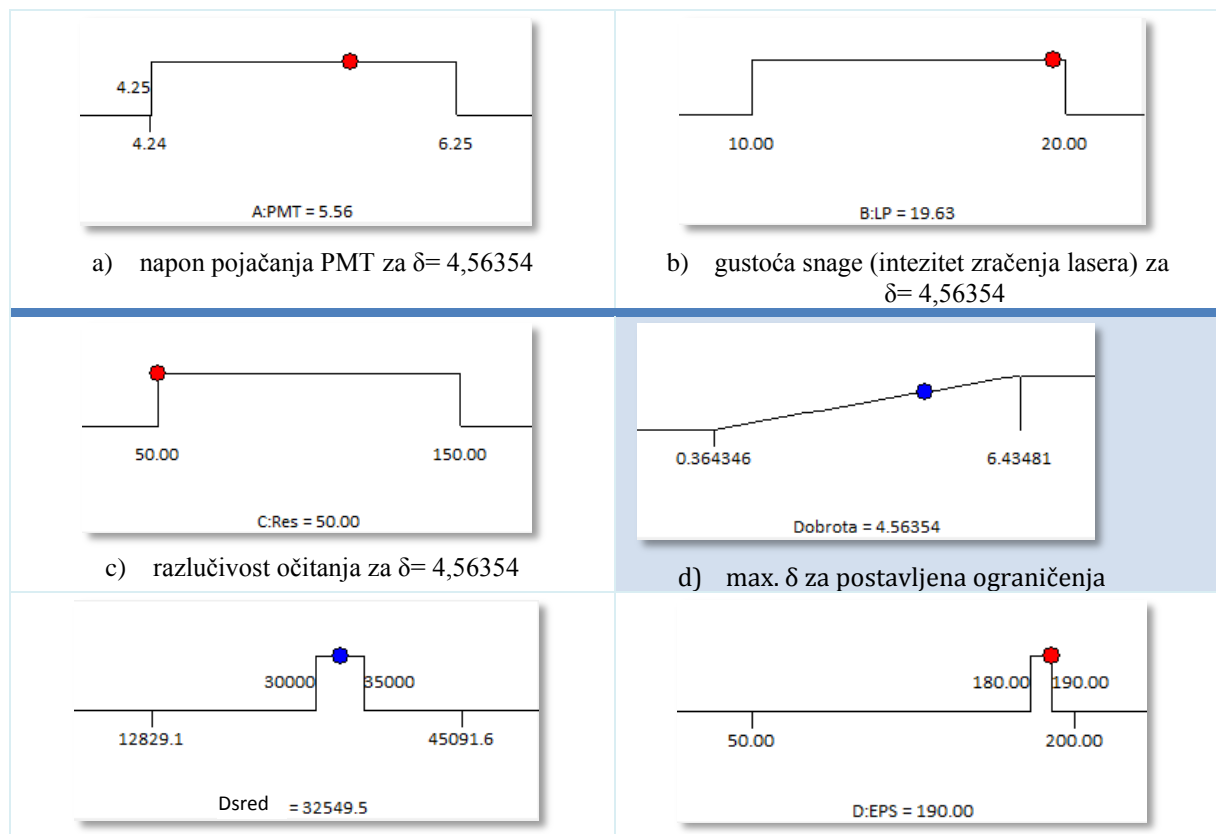 4.25
4.24 6.25
A:PMT = 5.56
a) napon pojačanja PMT za δ= 4,56354
10.00 20.00
B:LP = 19.63
b) gustoća snage (intezitet zračenja lasera) za
δ= 4,56354
50.00 150.00
C:Res = 50.00
c) razlučivost očitanja za δ= 4,56354
0.364346 6.43481
Dobrota = 4.56354
d) max. δ za postavljena ograničenja
30000 35000
12829.1 45091.6
Dsred = 32549.5
180.00 190.00
50.00 200.00
D:EPS = 190.00